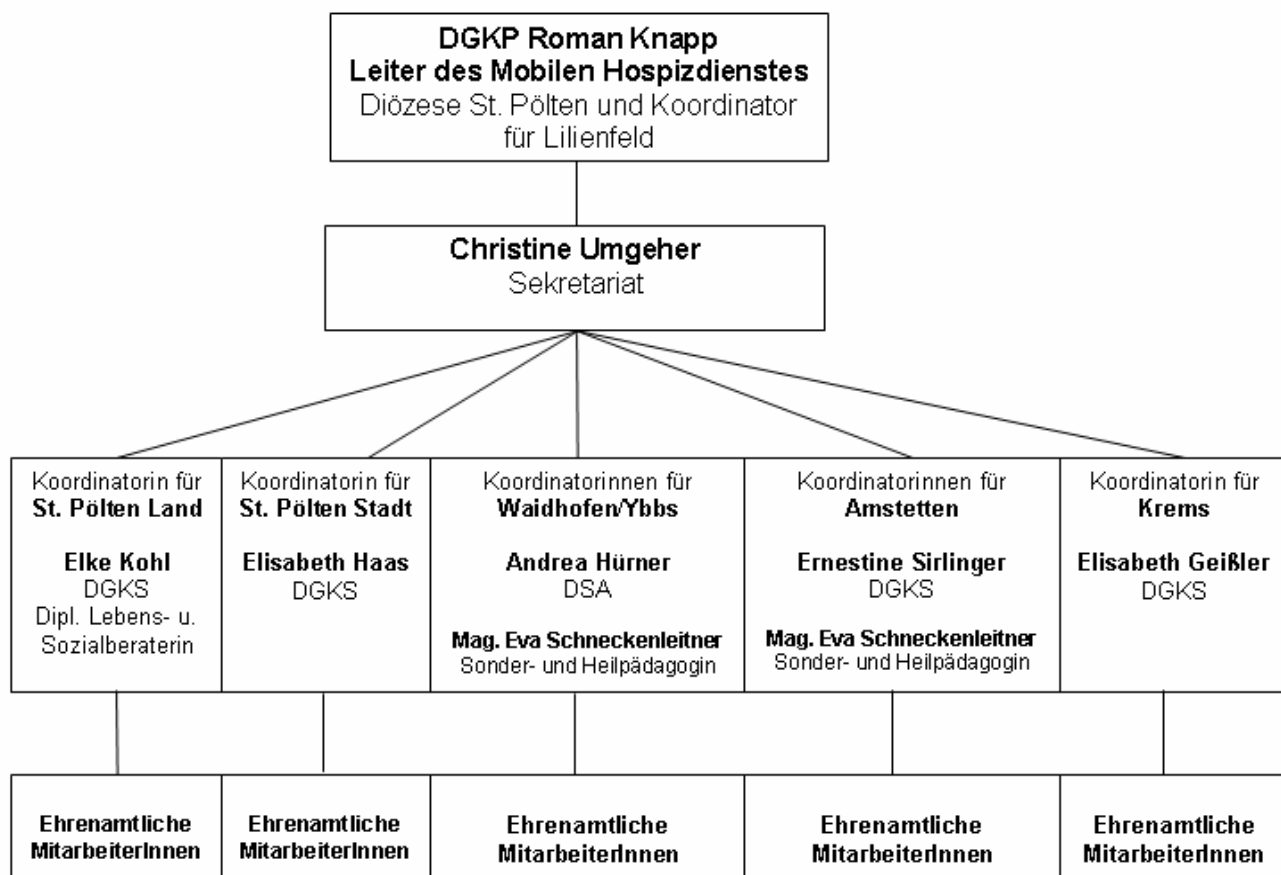 DGKP Roman Knapp
Leiter des Mobilen Hospizdienstes
Diözese St. Pölten und Koordinator
für Lilienfeld
Christine Umgeher
Sekretariat
Koordinatorin für
St. Pölten Land
Elke Kohl
DGKS
Dipl. Lebens- u.
Sozialberaterin
Koordinatorin für
St. Pölten Stadt
Elisabeth Haas
DGKS
Koordinatorinnen für
Waidhofen/Ybbs
Andrea Hürner
DSA
Mag. Eva Schneckenleitner
Sonder- und Heilpädagogin
Koordinatorinnen für
Amstetten
Ernestine Sirlinger
DGKS
Mag. Eva Schneckenleitner
Sonder- und Heilpädagogin
Koordinatorin für
Krems
Elisabeth Geißler
DGKS
Ehrenamtliche
MitarbeiterInnen
Ehrenamtliche
MitarbeiterInnen
Ehrenamtliche
MitarbeiterInnen
Ehrenamtliche
MitarbeiterInnen
Ehrenamtliche
MitarbeiterInnen